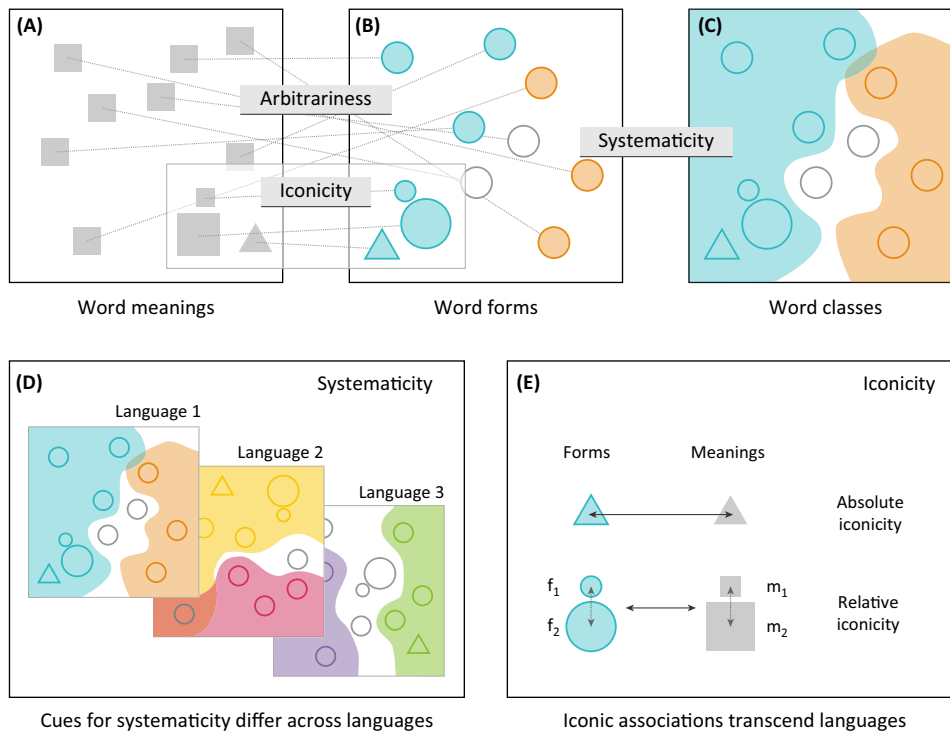 (A)
(B)
(C)
Arbitrariness
Systematicity
Iconicity
Word meanings
Word forms
Word classes
(D)
Systematicity
Language 1
Language 2
Language 3
Cues for systematicity differ across languages
(E)
Iconicity
Forms
Meanings
Absolute
iconicity
f₁
m₁
Relative
iconicity
f₂
m₂
Iconic associations transcend languages